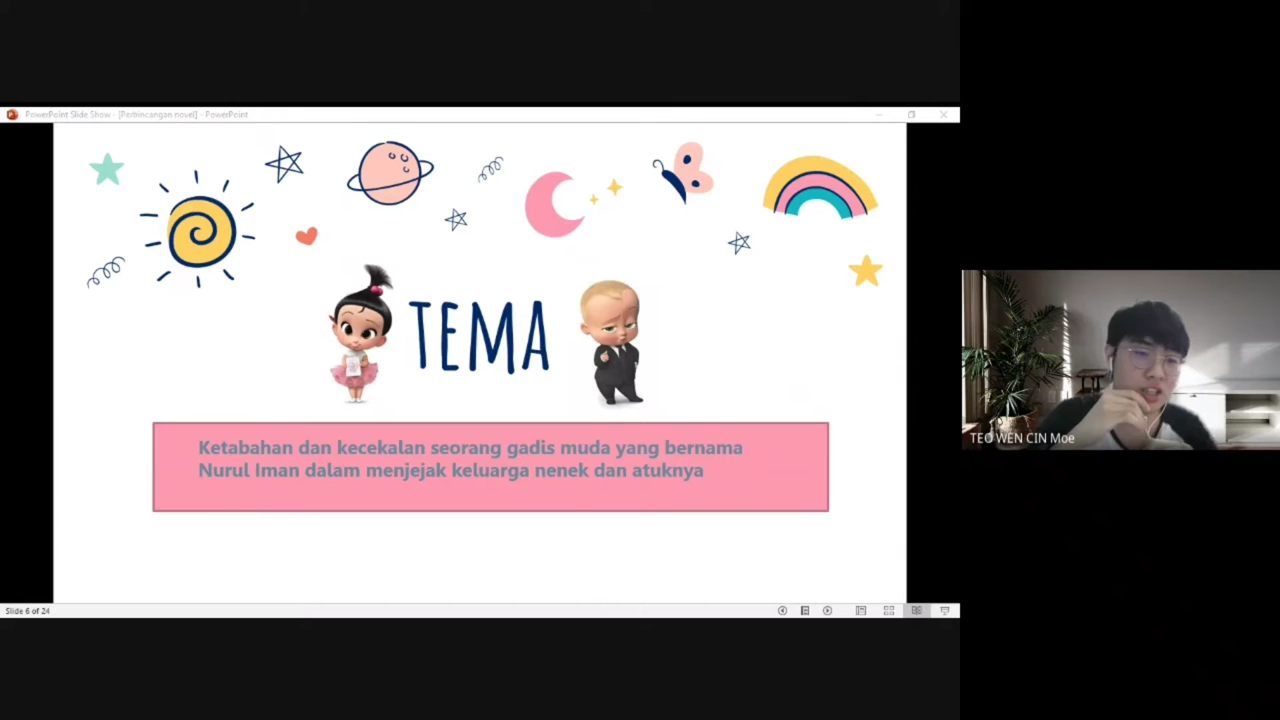 PowerPoint Slide Show - [Perbincangan novel] - PowerPoint
TEMA
Ketabahan dan kecekalan seorang gadis muda yang bernama
Nurul Iman dalam menjejak keluarga nenek dan atuknya
TEO WEN CIN Moe
Slide 6 of 24